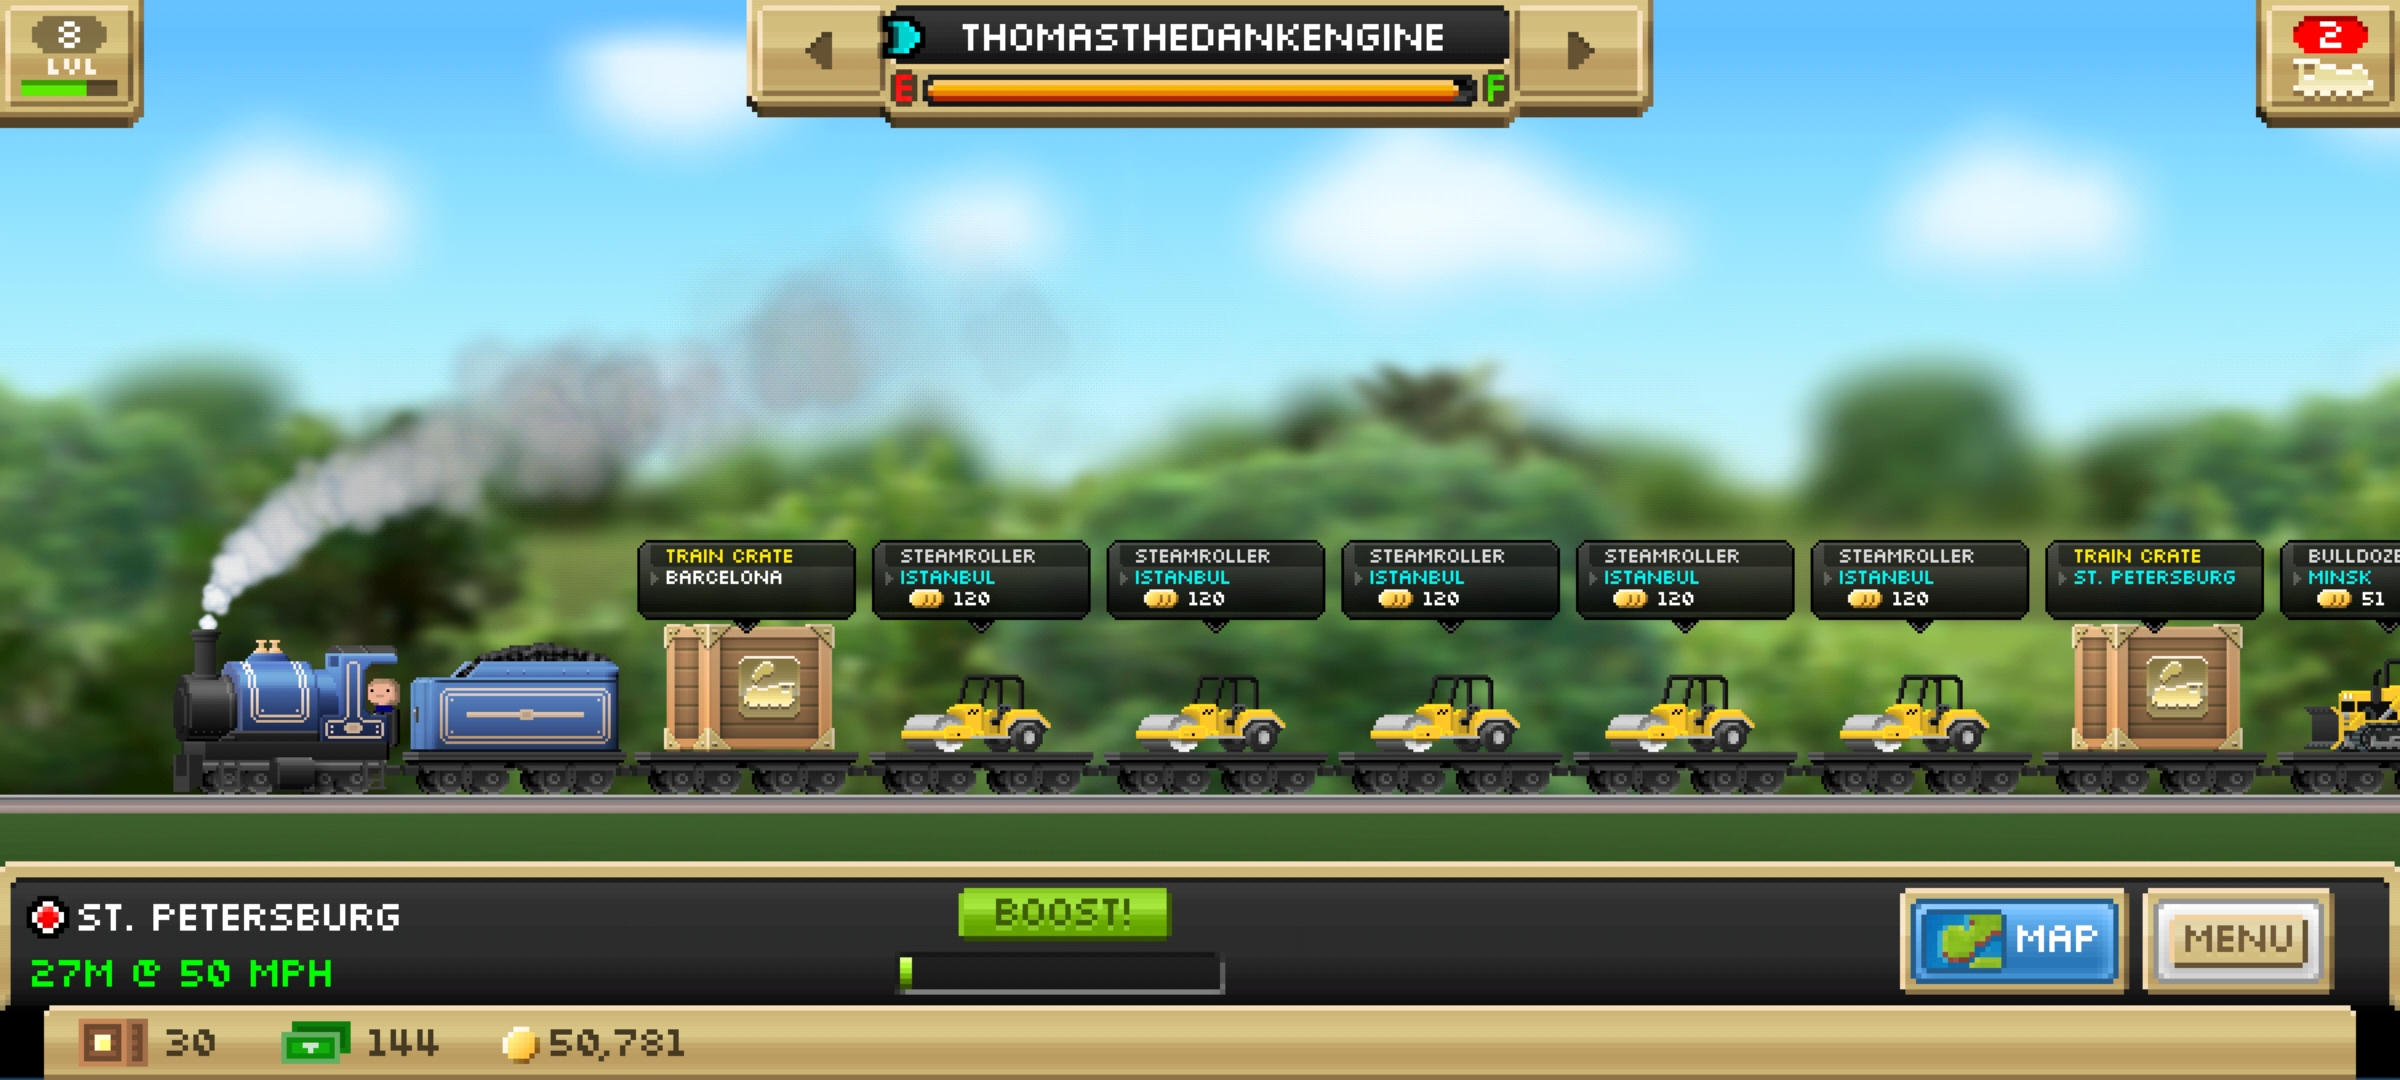 8
LVL
THOMASTHEDANKENGINE
E F
2
TRAIN CRATE
BARCELONA
STEAMROLLER
ISTANBUL
120
STEAMROLLER
ISTANBUL
120
STEAMROLLER
ISTANBUL
120
STEAMROLLER
ISTANBUL
120
STEAMROLLER
ISTANBUL
120
TRAIN CRATE
ST. PETERSBURG
BULLDOZE
MINSK
51
ST. PETERSBURG
27M @ 50 MPH
BOOST!
MAP
MENU
30 144 50,781